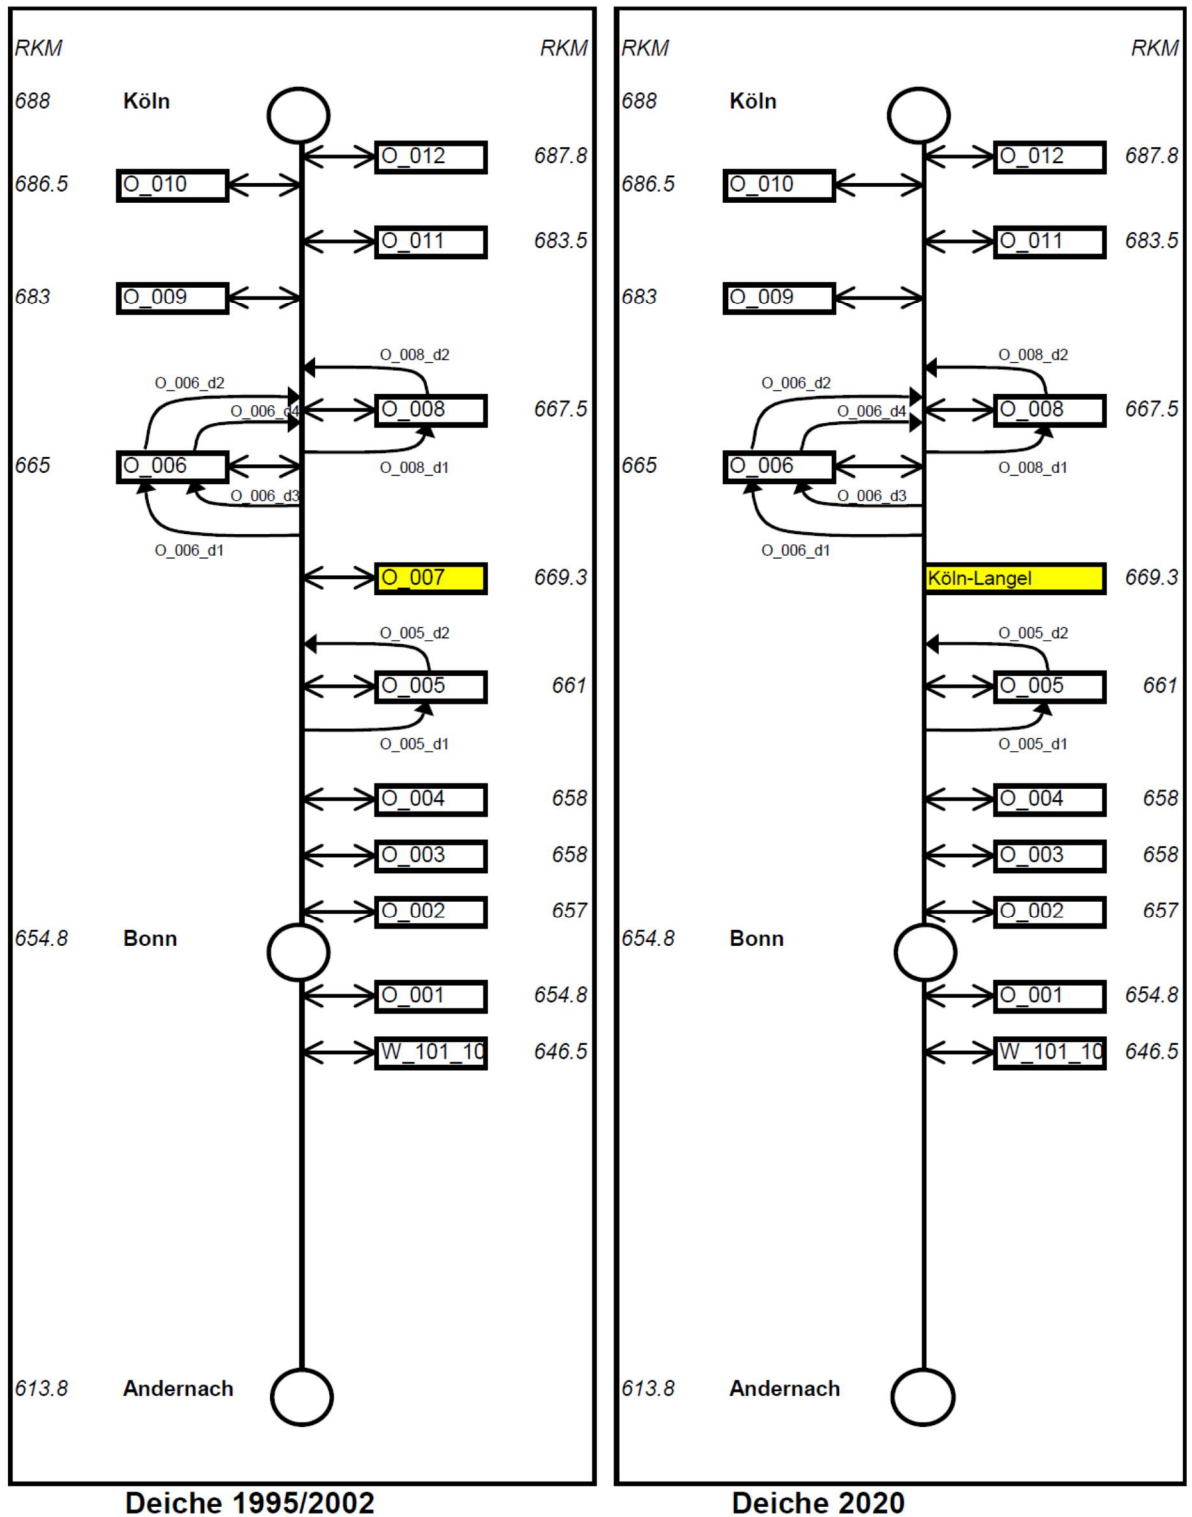 RKM RKM
688 Köln
O_012 687.8
686.5 O_010
O_011 683.5
683 O_009
O_008_d2
O_006_d2
O_006_d4 O_008 667.5
665 O_006
O_008_d1
O_006_d3
O_006_d1
O_007 669.3
O_005_d2
O_005 661
O_005_d1
O_004 658
O_003 658
O_002 657
654.8 Bonn
O_001 654.8
W_101_10 646.5
613.8 Andernach
Deiche 1995/2002
RKM RKM
688 Köln
O_012 687.8
686.5 O_010
O_011 683.5
683 O_009
O_008_d2
O_006_d2
O_006_d4 O_008 667.5
665 O_006
O_008_d1
O_006_d3
O_006_d1
Köln-Langel 669.3
O_005_d2
O_005 661
O_005_d1
O_004 658
O_003 658
O_002 657
654.8 Bonn
O_001 654.8
W_101_10 646.5
613.8 Andernach
Deiche 2020